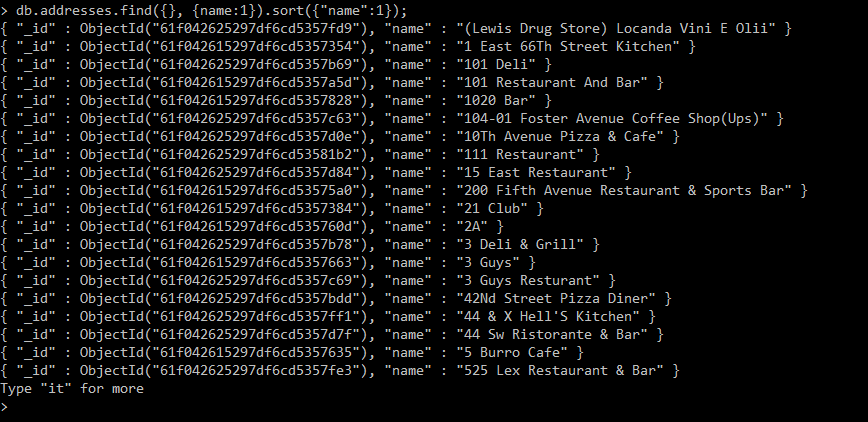 > db.addresses.find({}, {name:1}).sort({"name":1});
{ "_id" : ObjectId("61f042625297df6cd5357fd9"), "name" : "(Lewis Drug Store) Locanda Vini E Olii" }
{ "_id" : ObjectId("61f042615297df6cd5357354"), "name" : "1 East 66Th Street Kitchen" }
{ "_id" : ObjectId("61f042625297df6cd5357b69"), "name" : "101 Deli" }
{ "_id" : ObjectId("61f042625297df6cd5357a5d"), "name" : "101 Restaurant And Bar" }
{ "_id" : ObjectId("61f042615297df6cd5357828"), "name" : "1020 Bar" }
{ "_id" : ObjectId("61f042625297df6cd5357c63"), "name" : "104-01 Foster Avenue Coffee Shop(Ups)" }
{ "_id" : ObjectId("61f042625297df6cd5357d0e"), "name" : "10Th Avenue Pizza & Cafe" }
{ "_id" : ObjectId("61f042625297df6cd53581b2"), "name" : "111 Restaurant" }
{ "_id" : ObjectId("61f042625297df6cd5357d84"), "name" : "15 East Restaurant" }
{ "_id" : ObjectId("61f042615297df6cd53575a0"), "name" : "200 Fifth Avenue Restaurant & Sports Bar" }
{ "_id" : ObjectId("61f042615297df6cd5357384"), "name" : "21 Club" }
{ "_id" : ObjectId("61f042615297df6cd535760d"), "name" : "2A" }
{ "_id" : ObjectId("61f042625297df6cd5357b78"), "name" : "3 Deli & Grill" }
{ "_id" : ObjectId("61f042615297df6cd5357663"), "name" : "3 Guys" }
{ "_id" : ObjectId("61f042625297df6cd5357c69"), "name" : "3 Guys Resturant" }
{ "_id" : ObjectId("61f042625297df6cd5357bdd"), "name" : "42Nd Street Pizza Diner" }
{ "_id" : ObjectId("61f042625297df6cd5357ff1"), "name" : "44 & X Hell'S Kitchen" }
{ "_id" : ObjectId("61f042625297df6cd5357d7f"), "name" : "44 Sw Ristorante & Bar" }
{ "_id" : ObjectId("61f042615297df6cd5357635"), "name" : "5 Burro Cafe" }
{ "_id" : ObjectId("61f042625297df6cd5357fe3"), "name" : "525 Lex Restaurant & Bar" }
Type "it" for more
>